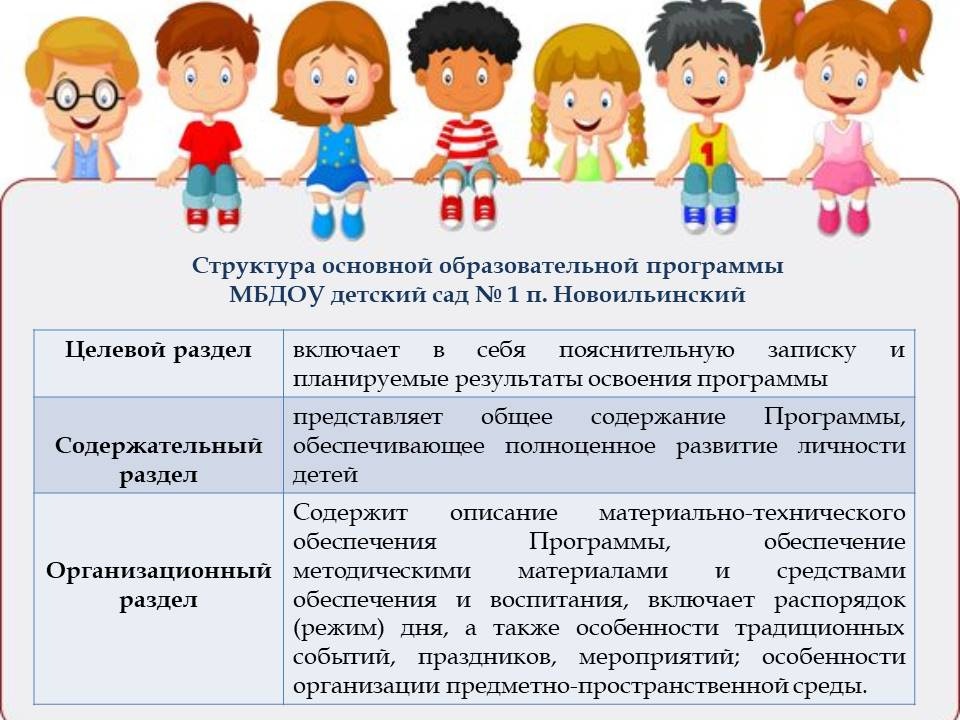 Структура основной образовательной программы
МБДОУ детский сад № 1 п. Новоильинский
Целевой раздел
включает в себя пояснительную записку и
планируемые результаты освоения программы
Содержательный
раздел
представляет общее содержание Программы,
обеспечивающее полноценное развитие личности
детей
Организационный
раздел
Содержит описание материально-технического
обеспечения Программы, обеспечение
методическими материалами и средствами
обеспечения и воспитания, включает распорядок
(режим) дня, а также особенности традиционных
событий, праздников, мероприятий; особенности
организации предметно-пространственной среды.
1